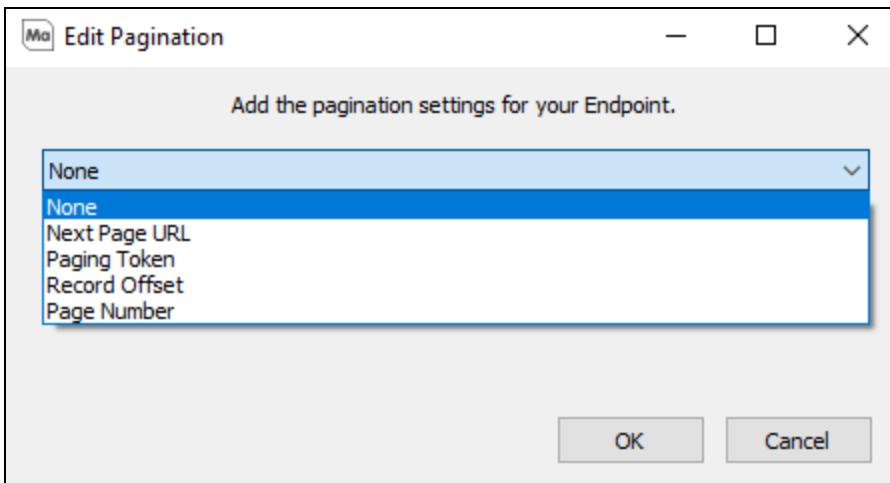 Ma Edit Pagination
Add the pagination settings for your Endpoint.
None
None
Next Page URL
Paging Token
Record Offset
Page Number
OK Cancel